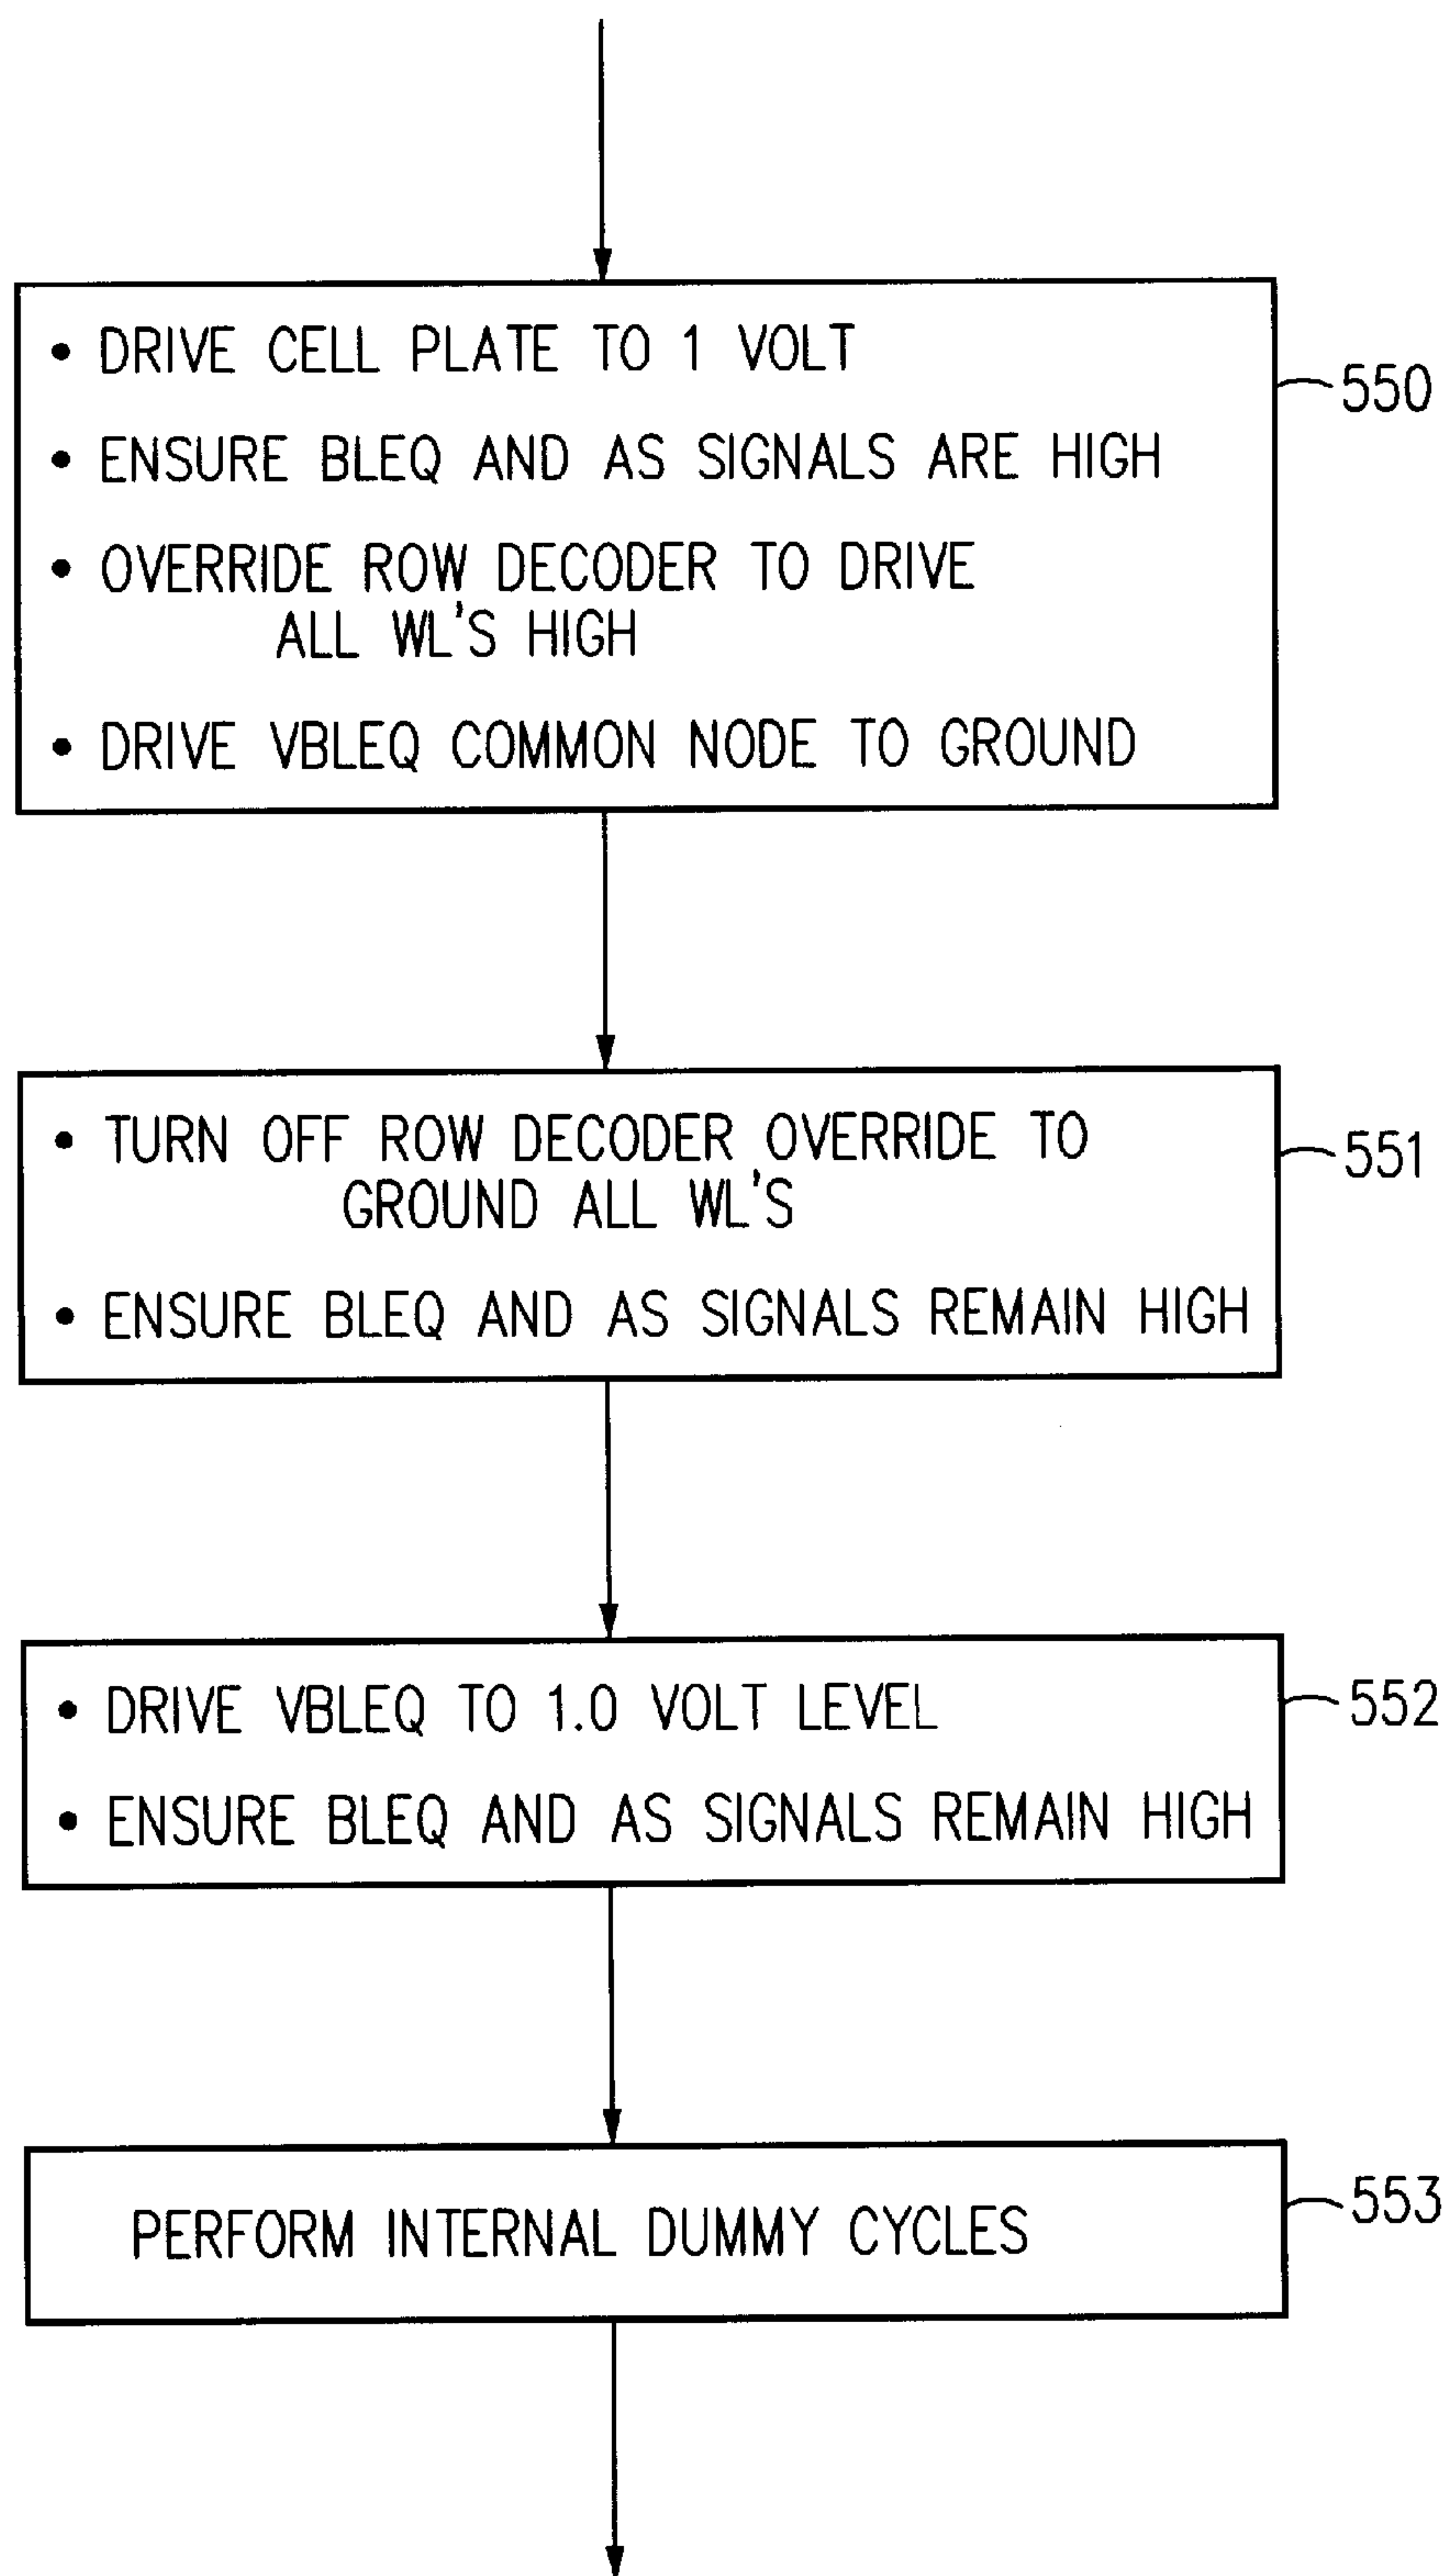 • DRIVE CELL PLATE TO 1 VOLT
550
• ENSURE BLEQ AND AS SIGNALS ARE HIGH
• OVERRIDE ROW DECODER TO DRIVE
ALL WL'S HIGH
• DRIVE VBLEQ COMMON NODE TO GROUND
• TURN OFF ROW DECODER OVERRIDE TO
551
GROUND ALL WL'S
• ENSURE BLEQ AND AS SIGNALS REMAIN HIGH
• DRIVE VBLEQ TO 1.0 VOLT LEVEL
552
• ENSURE BLEQ AND AS SIGNALS REMAIN HIGH
PERFORM INTERNAL DUMMY CYCLES
553